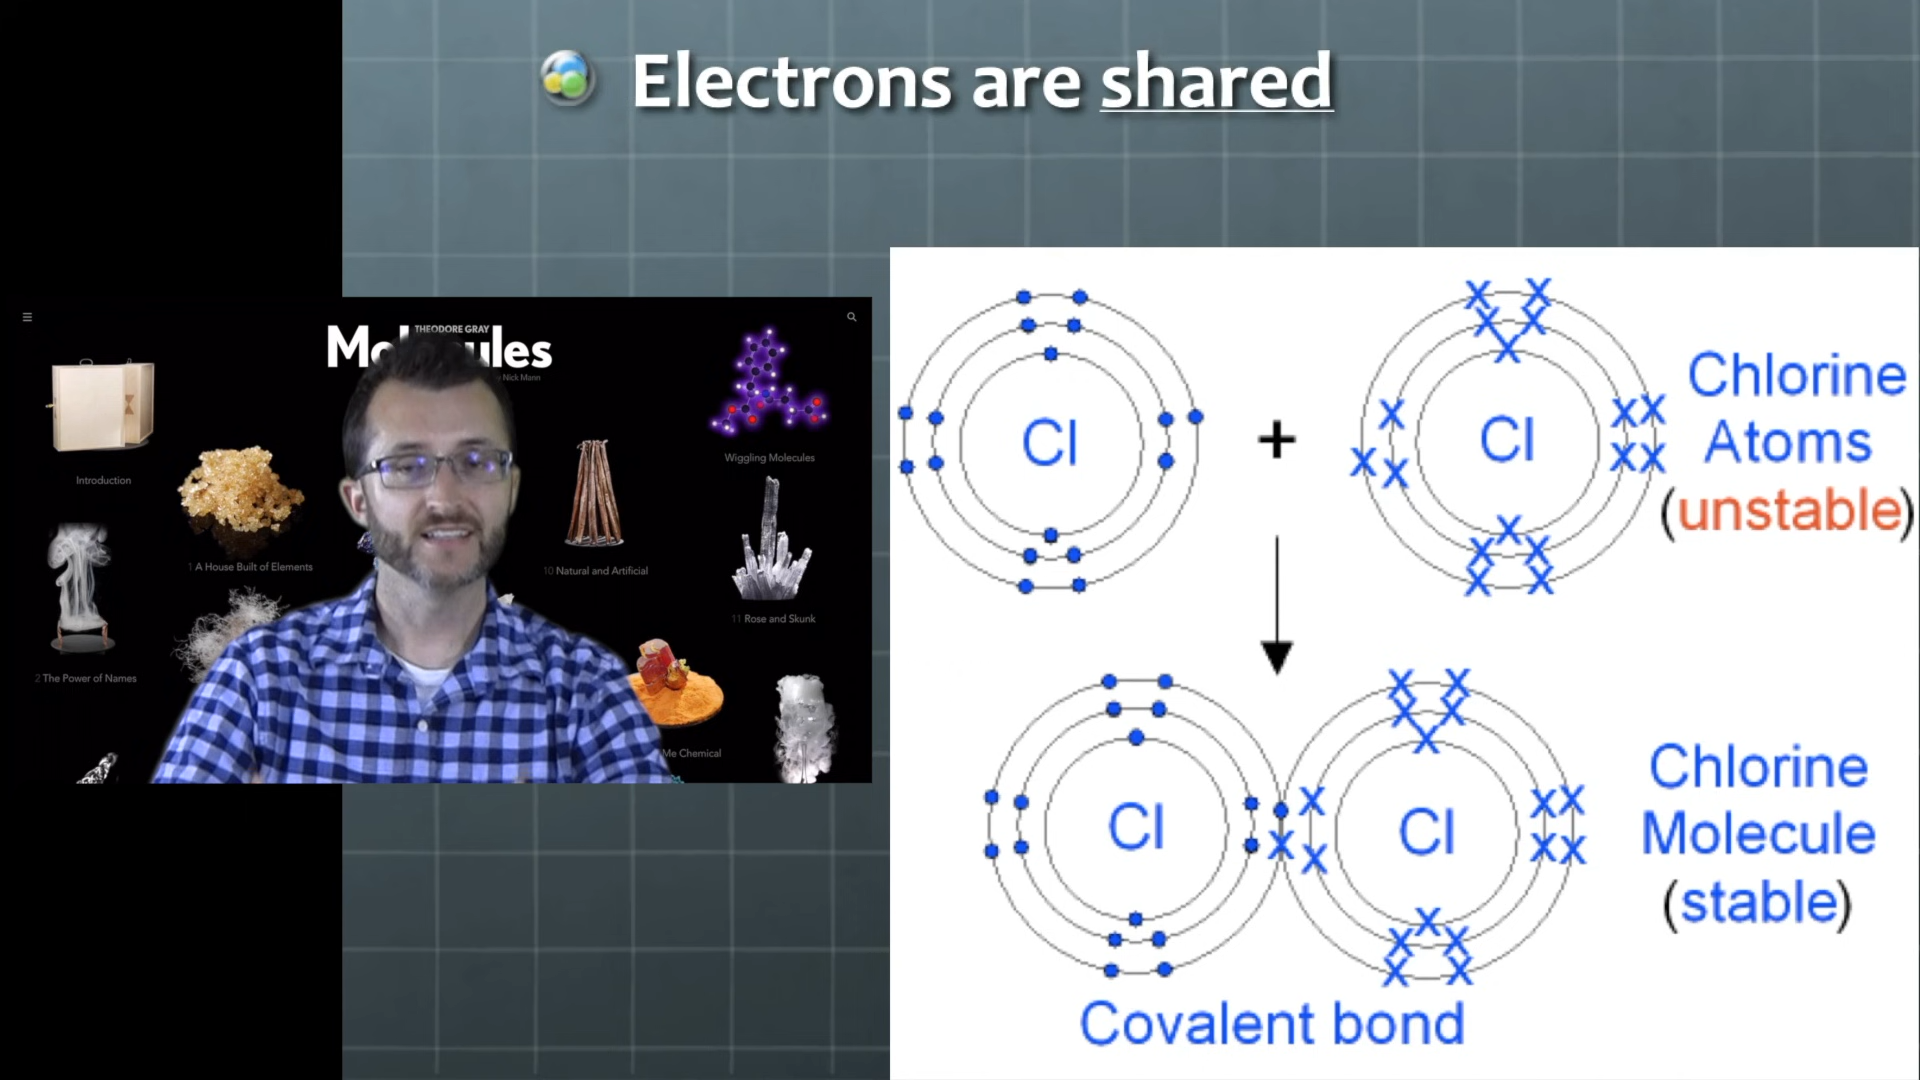 Electrons are shared
THEODORE GRAY
Nick Mann
Introduction
Wiggling Molecules
1 A House Built of Elements
10 Natural and Artificial
11 Rose and Skunk
2 The Power of Names
Me Chemical
Cl
+
Cl
Chlorine
Atoms
(unstable)
Cl
Cl
Chlorine
Molecule
(stable)
Covalent bond